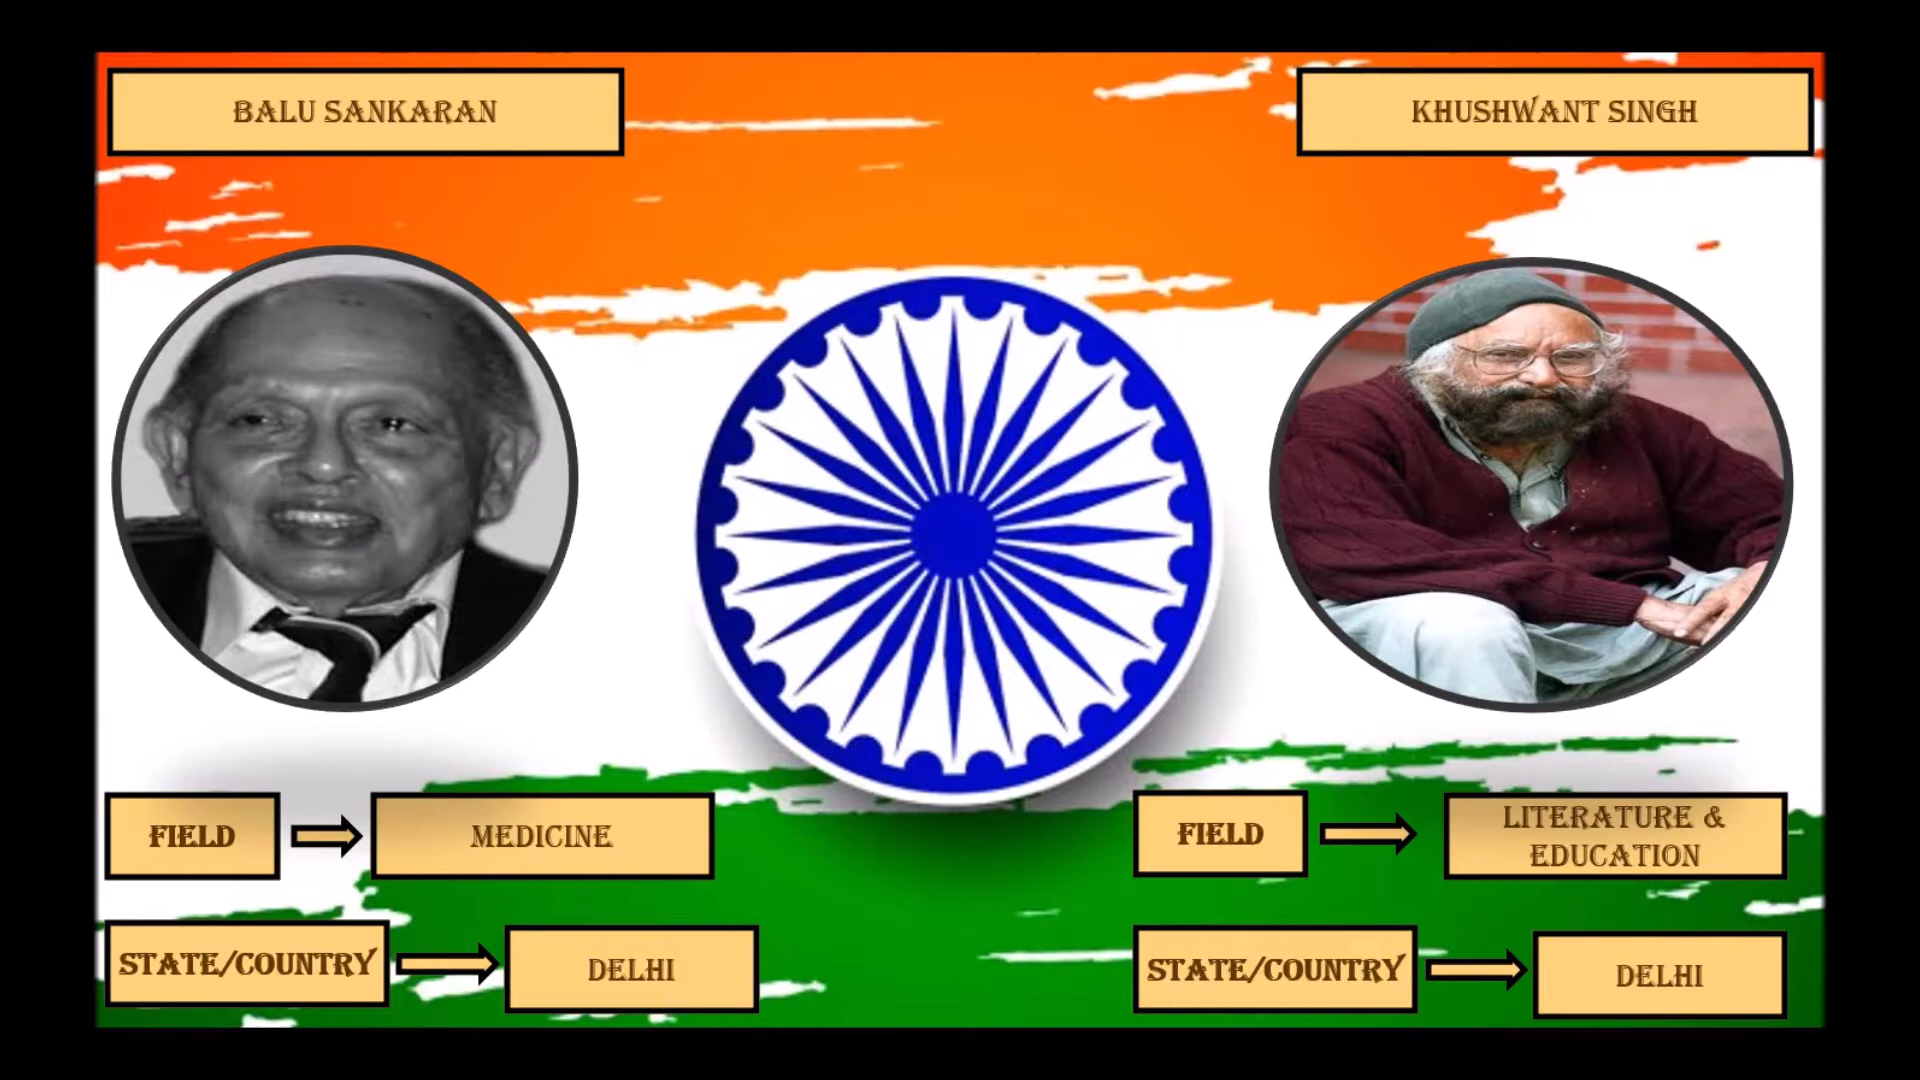 BALU SANKARAN
KHUSHWANT SINGH
FIELD
MEDICINE
STATE/COUNTRY
DELHI
FIELD
LITERATURE &
EDUCATION
STATE/COUNTRY
DELHI